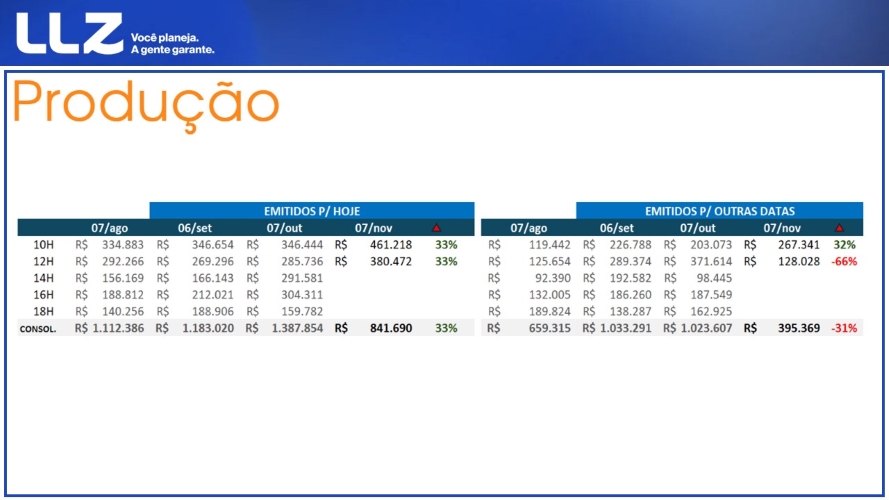 LLZ Você planeja.
A gente garante.
Produção
EMITIDOS P/ HOJE EMITIDOS P/ OUTRAS DATAS
07/ago 06/set 07/out 07/nov ▲ 07/ago 06/set 07/out 07/nov ▲
10H R$ 334.883 R$ 346.654 R$ 346.444 R$ 461.218 33% R$ 119.442 R$ 226.788 R$ 203.073 R$ 267.341 32%
12H R$ 292.266 R$ 269.296 R$ 285.736 R$ 380.472 33% R$ 125.654 R$ 289.374 R$ 371.614 R$ 128.028 -66%
14H R$ 156.169 R$ 166.143 R$ 291.581 R$ 92.390 R$ 192.582 R$ 98.445
16H R$ 188.812 R$ 212.021 R$ 304.311 R$ 132.005 R$ 186.260 R$ 187.549
18H R$ 140.256 R$ 188.906 R$ 159.782 R$ 189.824 R$ 138.287 R$ 162.925
CONSOL. R$ 1.112.386 R$ 1.183.020 R$ 1.387.854 R$ 841.690 33% R$ 659.315 R$ 1.033.291 R$ 1.023.607 R$ 395.369 -31%